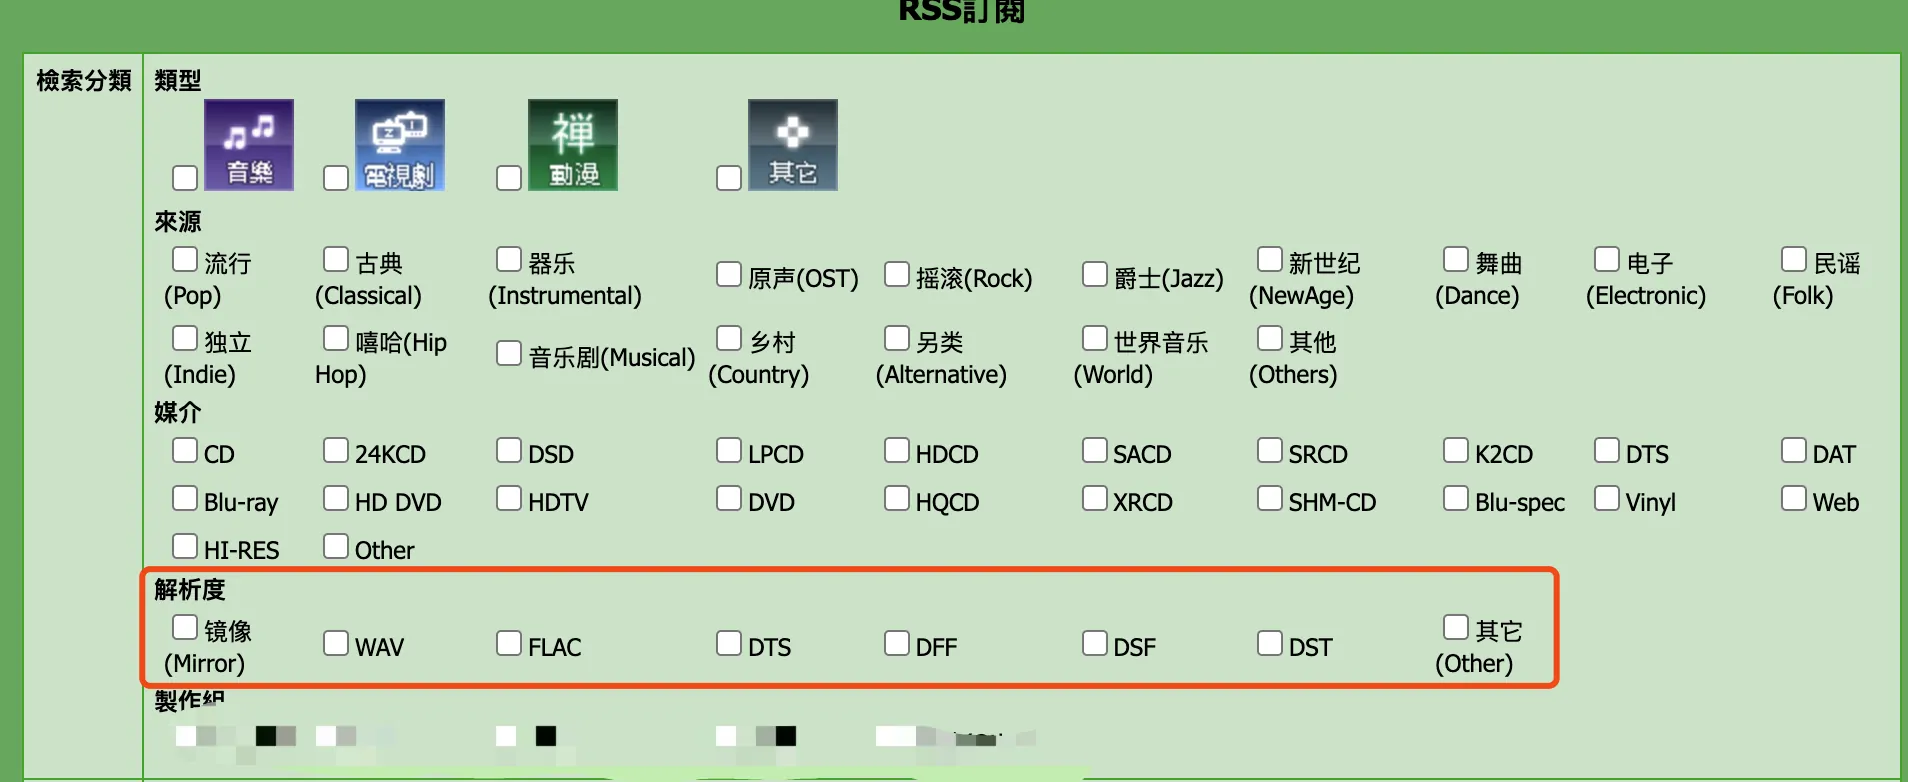 RSS訂閱
檢索分類
類型
音樂 電視劇 禅 動漫 其它
來源
流行(Pop) 古典(Classical) 器乐(Instrumental) 原声(OST) 摇滚(Rock) 爵士(Jazz) 新世纪(NewAge) 舞曲(Dance) 电子(Electronic) 民谣(Folk)
独立(Indie) 嘻哈(Hip Hop) 音乐剧(Musical) 乡村(Country) 另类(Alternative) 世界音乐(World) 其他(Others)
媒介
CD 24KCD DSD LPCD HDCD SACD SRCD K2CD DTS DAT
Blu-ray HD DVD HDTV DVD HQCD XRCD SHM-CD Blu-spec Vinyl Web
HI-RES Other
解析度
镜像(Mirror) WAV FLAC DTS DFF DSF DST 其它(Other)
製作組